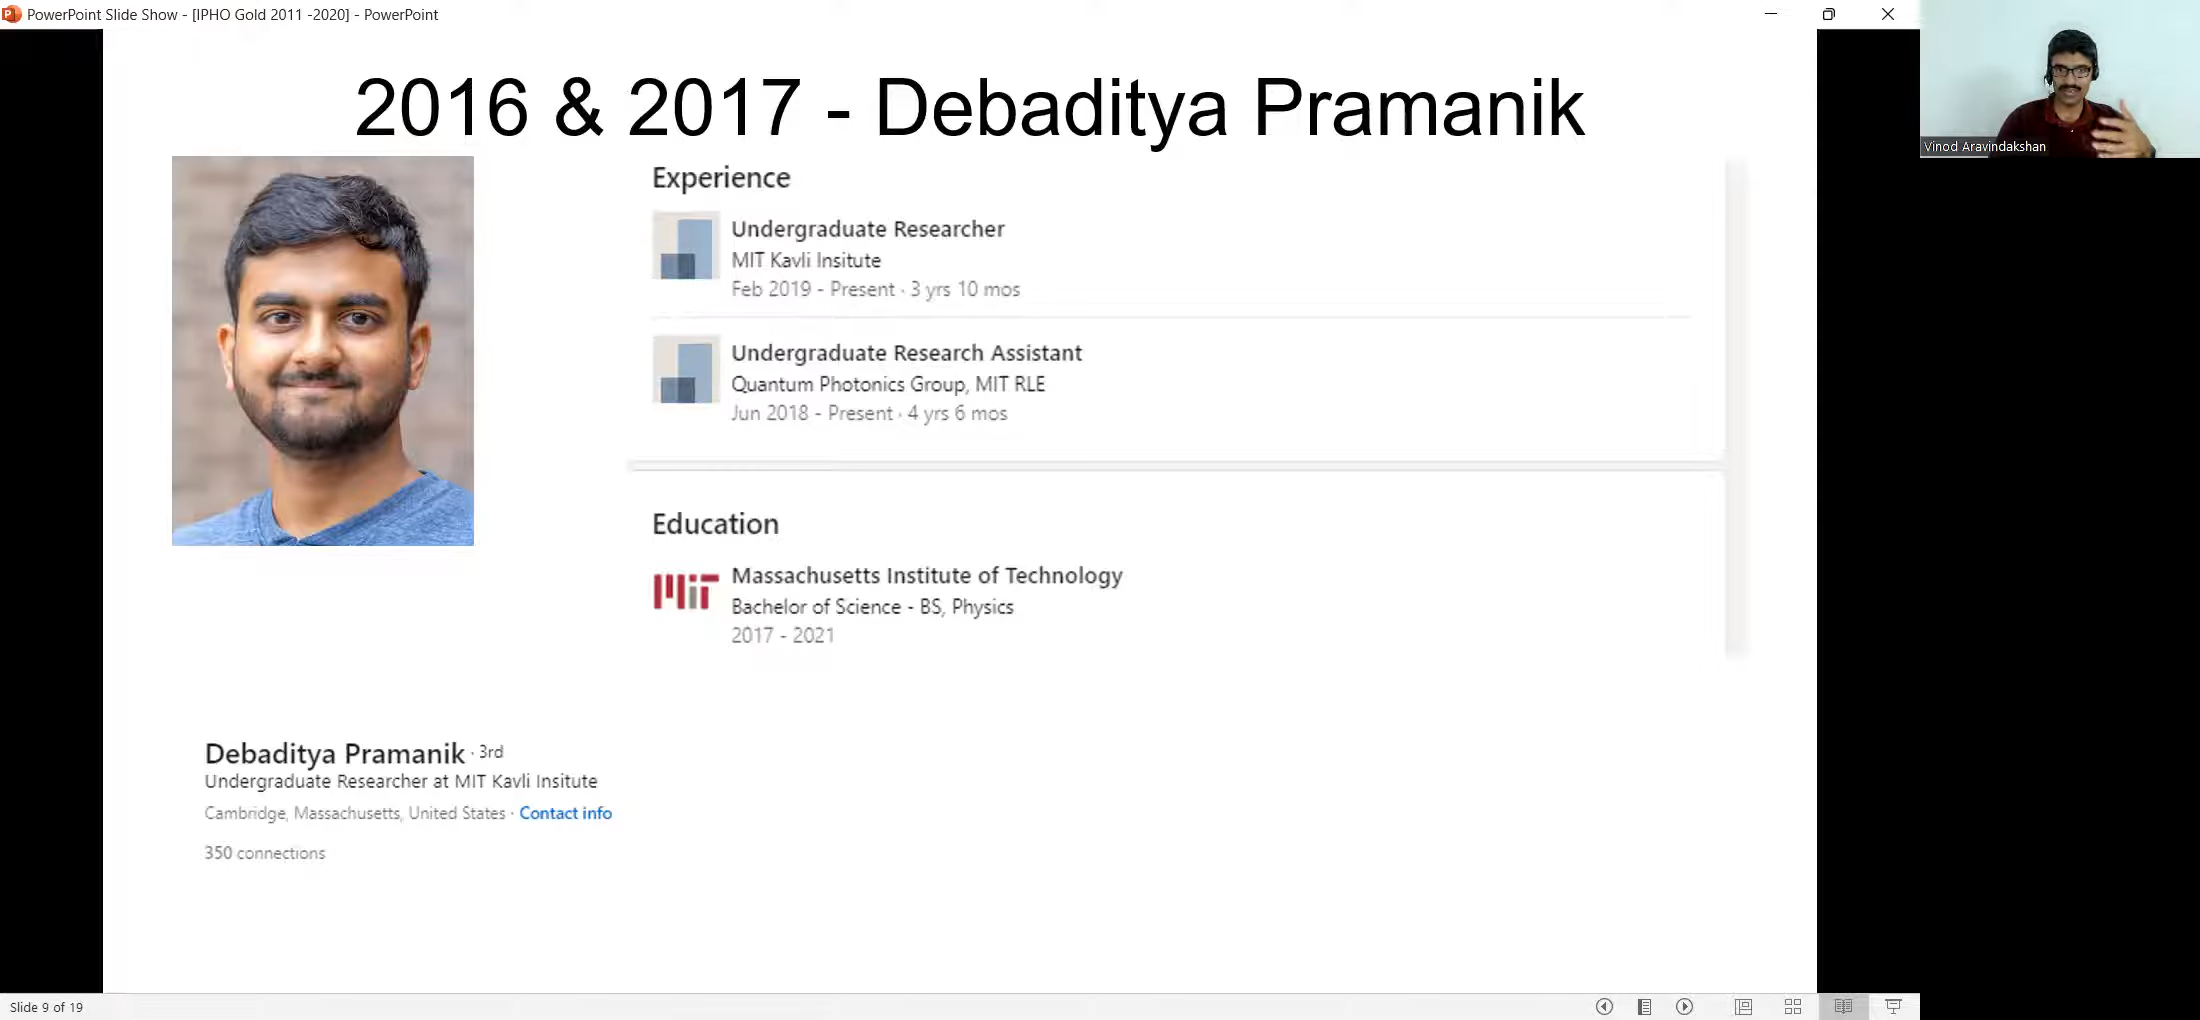 PowerPoint Slide Show - [IPHO Gold 2011 -2020] - PowerPoint
Vinod Aravindakshan
2016 & 2017 - Debaditya Pramanik
Experience
Undergraduate Researcher
MIT Kavli Insitute
Feb 2019 - Present · 3 yrs 10 mos
Undergraduate Research Assistant
Quantum Photonics Group, MIT RLE
Jun 2018 - Present · 4 yrs 6 mos
Education
MIT
Massachusetts Institute of Technology
Bachelor of Science - BS, Physics
2017 - 2021
Debaditya Pramanik · 3rd
Undergraduate Researcher at MIT Kavli Insitute
Cambridge, Massachusetts, United States · Contact info
350 connections
Slide 9 of 19